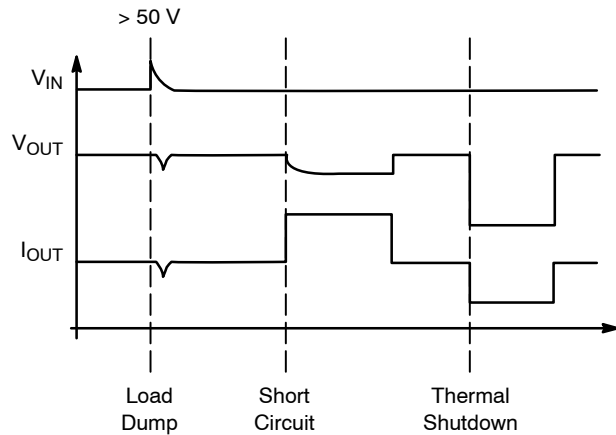 > 50 V
VIN
VOUT
IOUT
Load
Dump
Short
Circuit
Thermal
Shutdown